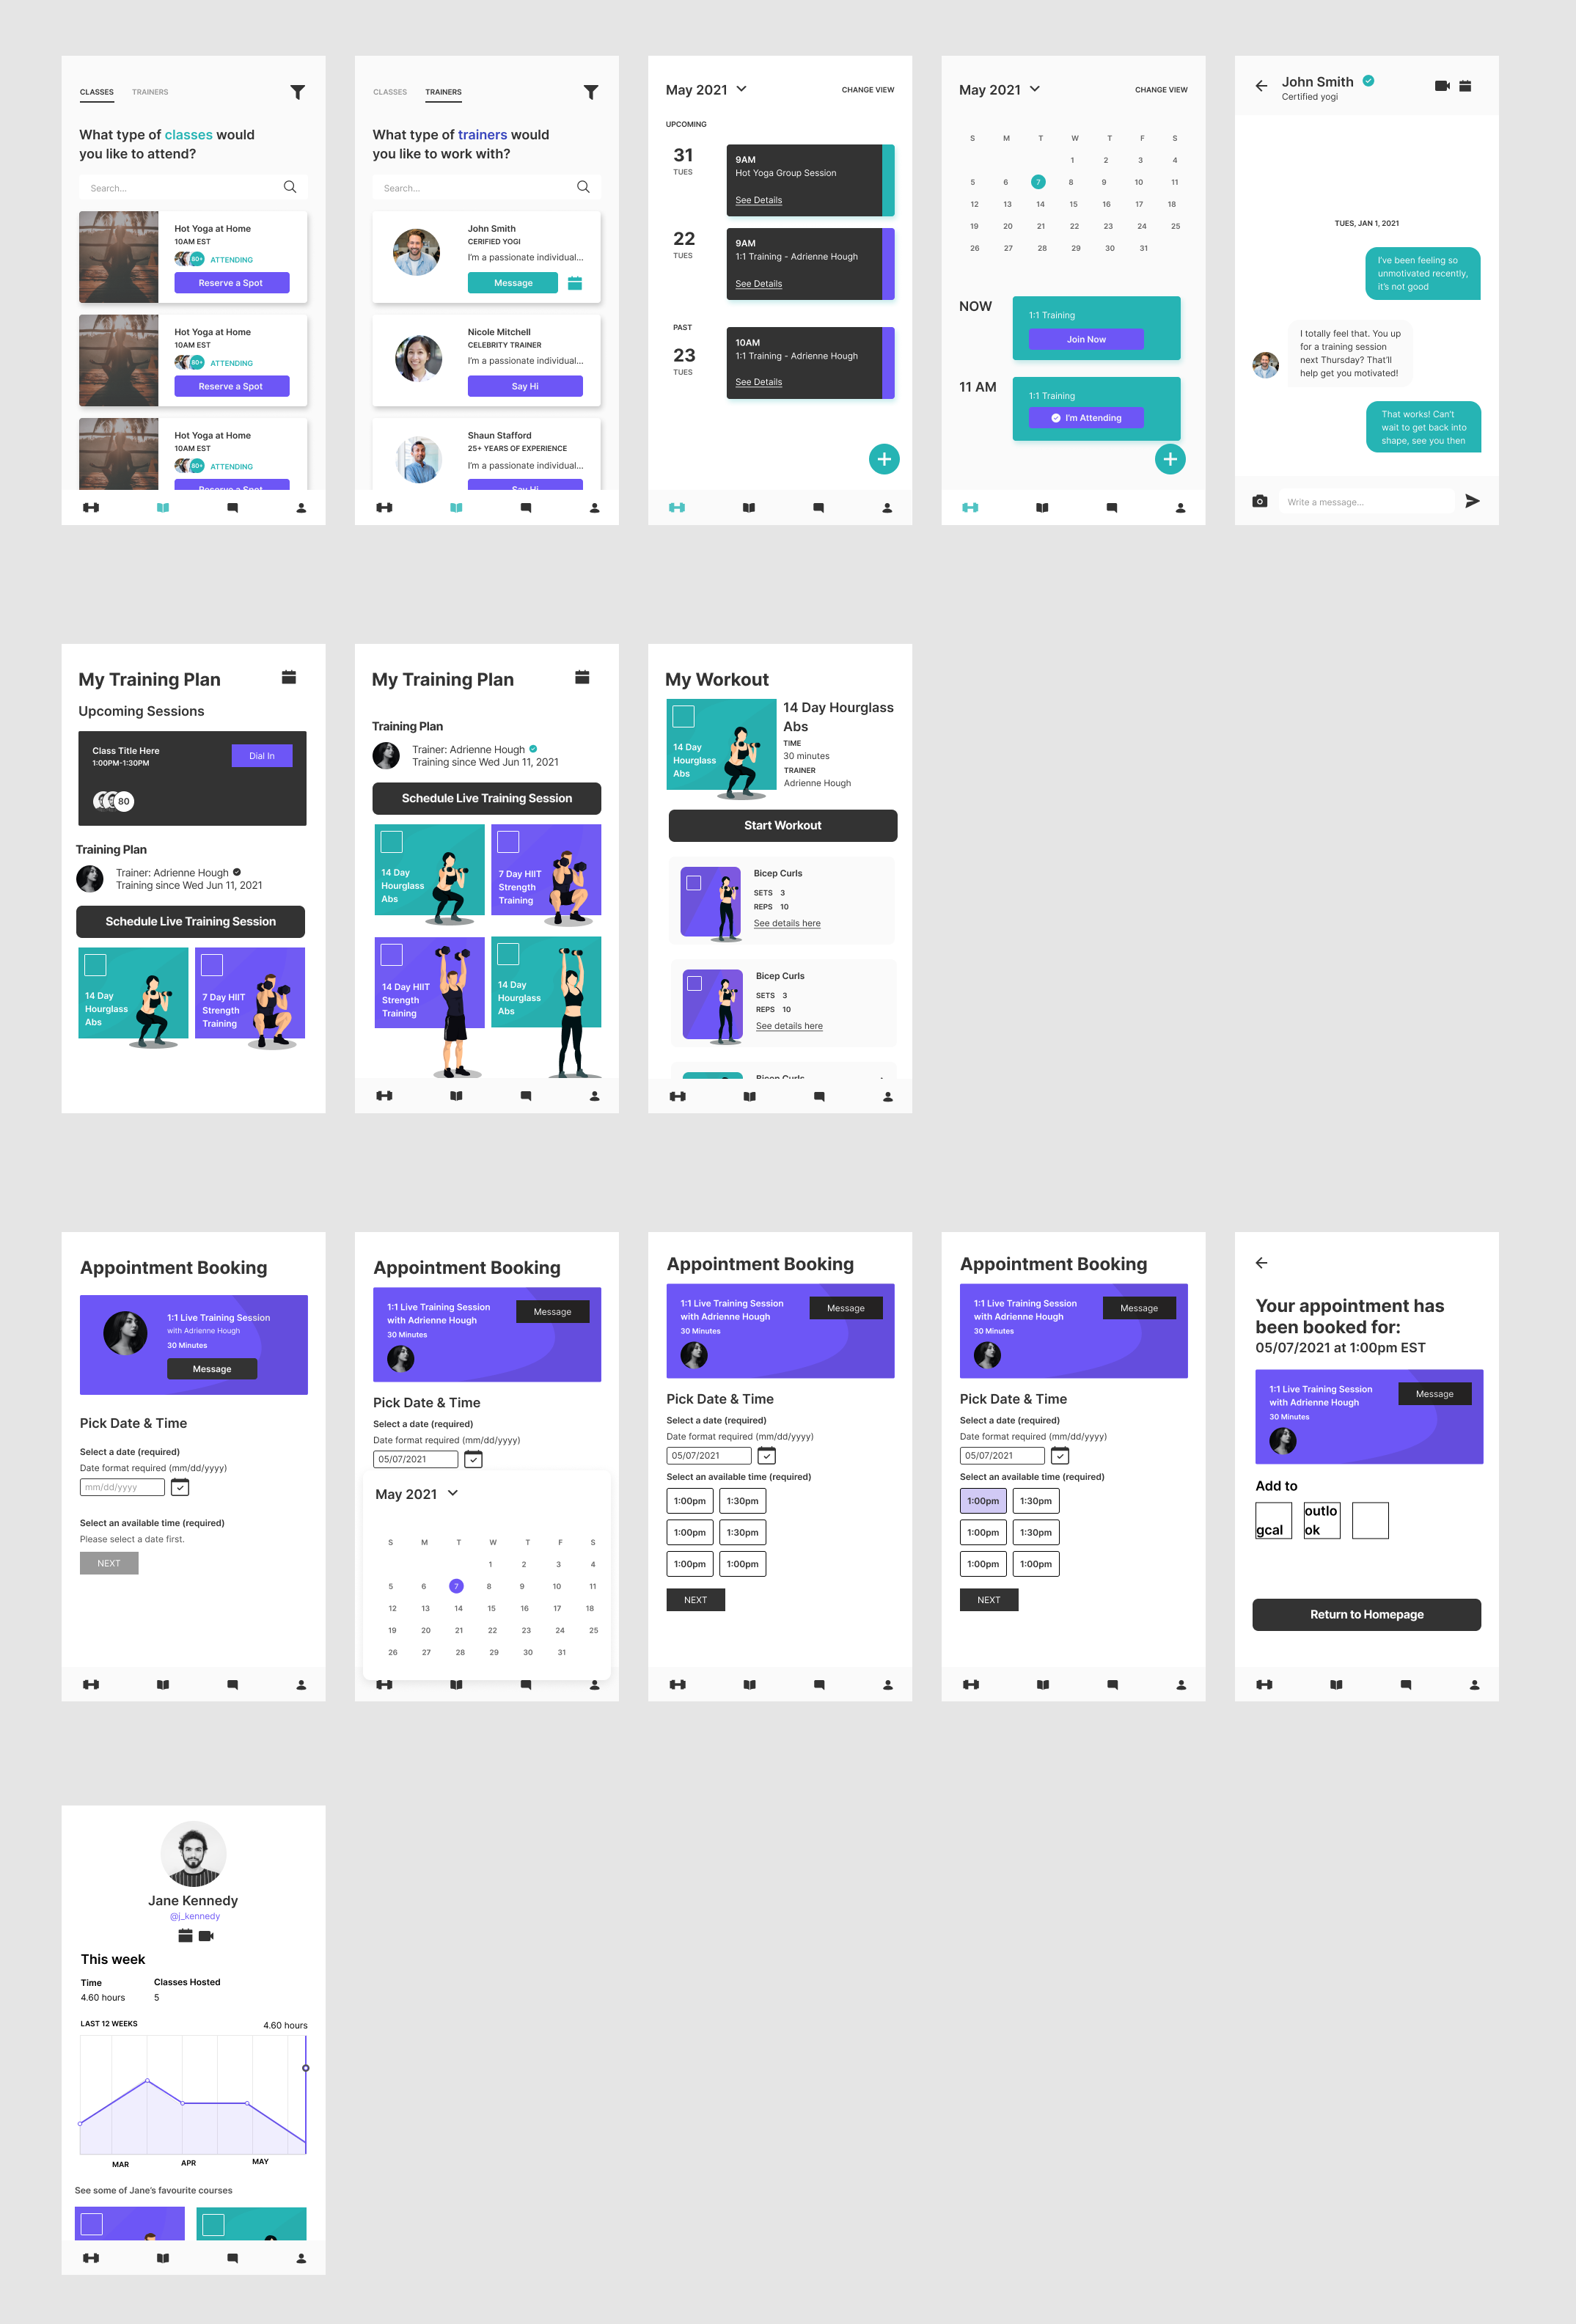 CLASSES
TRAINERS
What type of classes would
you like to attend?
Search...
Hot Yoga at Home
10AM EST
80+
ATTENDING
Reserve a Spot
Hot Yoga at Home
10AM EST
80+
ATTENDING
Reserve a Spot
Hot Yoga at Home
10AM EST
80+
ATTENDING
Reserve a Spot
CLASSES
TRAINERS
What type of trainers would
you like to work with?
Search...
John Smith
CERIFIED YOGI
I'm a passionate individual...
Message
Nicole Mitchell
CELEBRITY TRAINER
I'm a passionate individual...
Say Hi
Shaun Stafford
25+ YEARS OF EXPERIENCE
I'm a passionate individual...
Say Hi
May 2021
CHANGE VIEW
UPCOMING
31
TUES
9AM
Hot Yoga Group Session
See Details
22
TUES
9AM
1:1 Training - Adrienne Hough
See Details
PAST
23
TUES
10AM
1:1 Training - Adrienne Hough
See Details
May 2021
CHANGE VIEW
S M T W T F S
1 2 3 4
5 6 7 8 9 10 11
12 13 14 15 16 17 18
19 20 21 22 23 24 25
26 27 28 29 30 31
NOW
1:1 Training
Join Now
11 AM
1:1 Training
I'm Attending
John Smith
Certified yogi
TUES, JAN 1, 2021
I've been feeling so
unmotivated recently,
it's not good
I totally feel that. You up
for a training session
next Thursday? That'll
help get you motivated!
That works! Can't
wait to get back into
shape, see you then
Write a message...
My Training Plan
Upcoming Sessions
Class Title Here
1:00PM-1:30PM
Dial In
80
Training Plan
Trainer: Adrienne Hough
Training since Wed Jun 11, 2021
Schedule Live Training Session
14 Day
Hourglass
Abs
7 Day HIIT
Strength
Training
My Training Plan
Training Plan
Trainer: Adrienne Hough
Training since Wed Jun 11, 2021
Schedule Live Training Session
14 Day
Hourglass
Abs
7 Day HIIT
Strength
Training
14 Day HIIT
Strength
Training
14 Day
Hourglass
Abs
My Workout
14 Day
Hourglass
Abs
14 Day Hourglass
Abs
TIME
30 minutes
TRAINER
Adrienne Hough
Start Workout
Bicep Curls
SETS 3
REPS 10
See details here
Bicep Curls
SETS 3
REPS 10
See details here
Bicep Curls
Appointment Booking
1:1 Live Training Session
with Adrienne Hough
30 Minutes
Message
Pick Date & Time
Select a date (required)
Date format required (mm/dd/yyyy)
mm/dd/yyyy
Select an available time (required)
Please select a date first.
NEXT
Appointment Booking
1:1 Live Training Session
with Adrienne Hough
30 Minutes
Message
Pick Date & Time
Select a date (required)
Date format required (mm/dd/yyyy)
05/07/2021
May 2021
S M T W T F S
1 2 3 4
5 6 7 8 9 10 11
12 13 14 15 16 17 18
19 20 21 22 23 24 25
26 27 28 29 30 31
Appointment Booking
1:1 Live Training Session
with Adrienne Hough
30 Minutes
Message
Pick Date & Time
Select a date (required)
Date format required (mm/dd/yyyy)
05/07/2021
Select an available time (required)
1:00pm 1:30pm
1:00pm 1:30pm
1:00pm 1:00pm
NEXT
Appointment Booking
1:1 Live Training Session
with Adrienne Hough
30 Minutes
Message
Pick Date & Time
Select a date (required)
Date format required (mm/dd/yyyy)
05/07/2021
Select an available time (required)
1:00pm 1:30pm
1:00pm 1:30pm
1:00pm 1:00pm
NEXT
Your appointment has
been booked for:
05/07/2021 at 1:00pm EST
1:1 Live Training Session
with Adrienne Hough
30 Minutes
Message
Add to
gcal
outlo
ok
Return to Homepage
Jane Kennedy
@j_kennedy
This week
Time
4.60 hours
Classes Hosted
5
LAST 12 WEEKS
4.60 hours
MAR
APR
MAY
See some of Jane's favourite courses